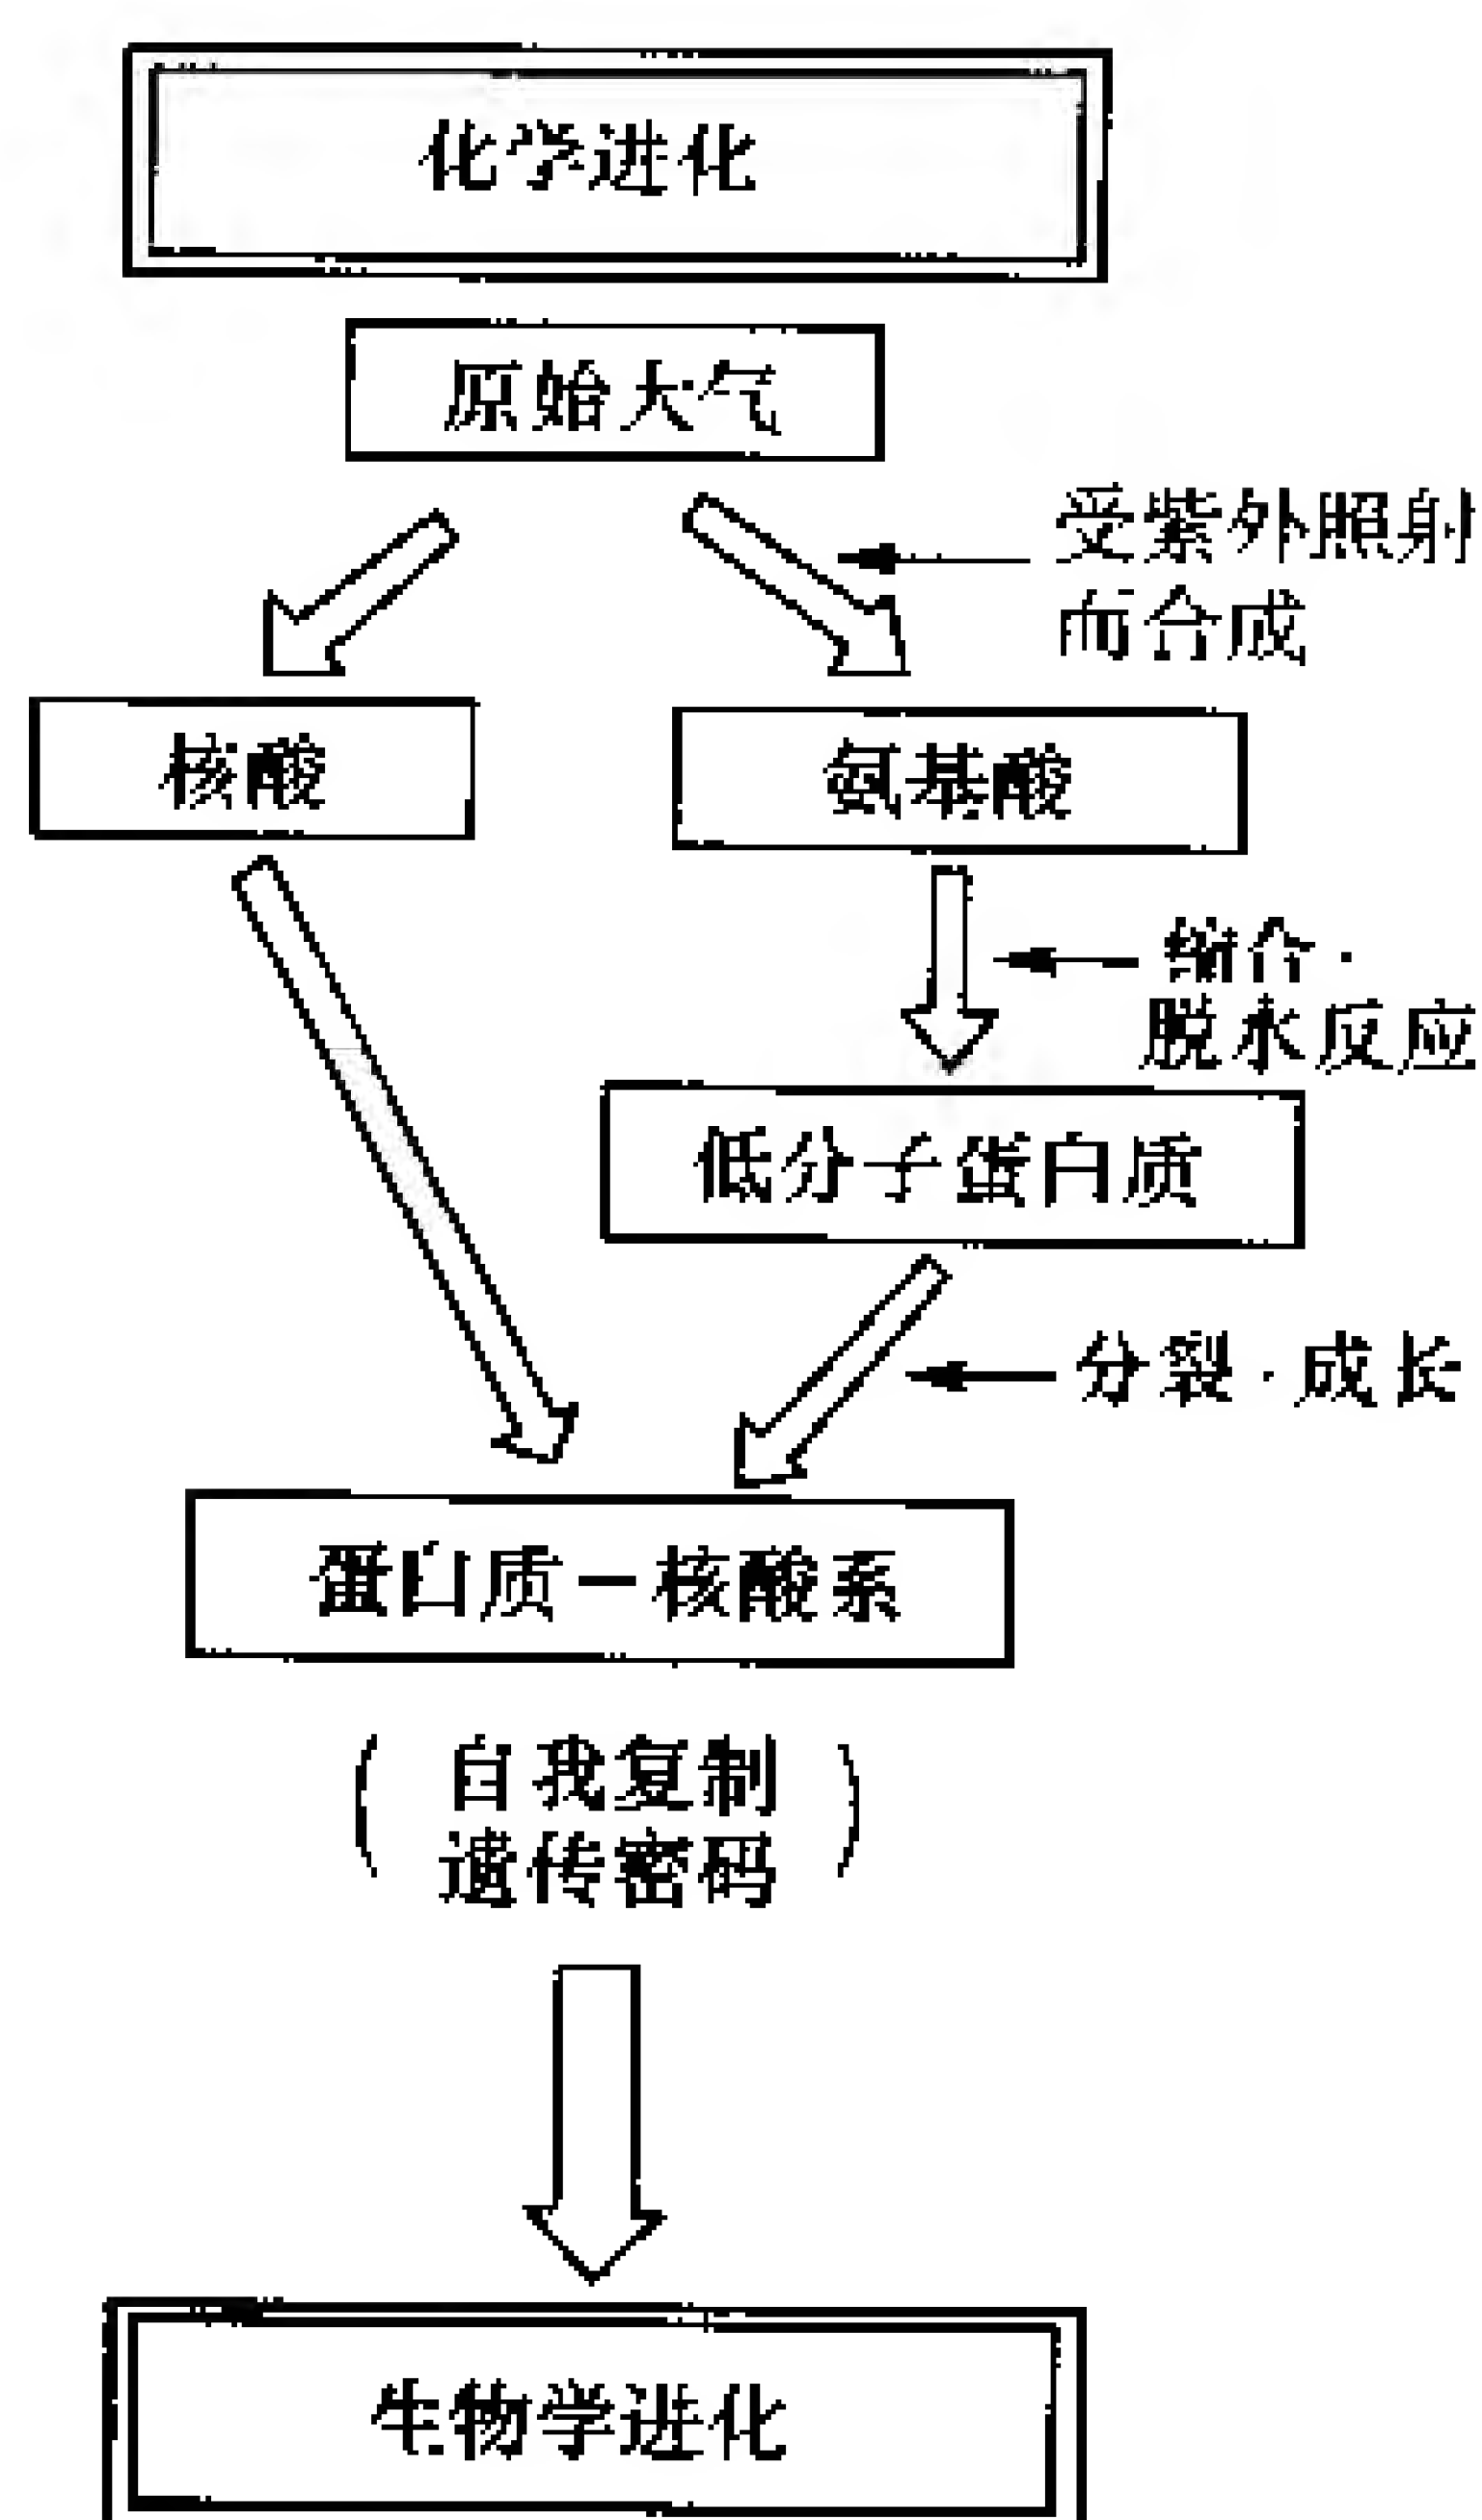 化学进化
原始大气
受紫外照射
而合成
核酸
氨基酸
缩合·
脱水反应
低分子蛋白质
分裂·成长
蛋白质－核酸系
自我复制
遗传密码
生物学进化